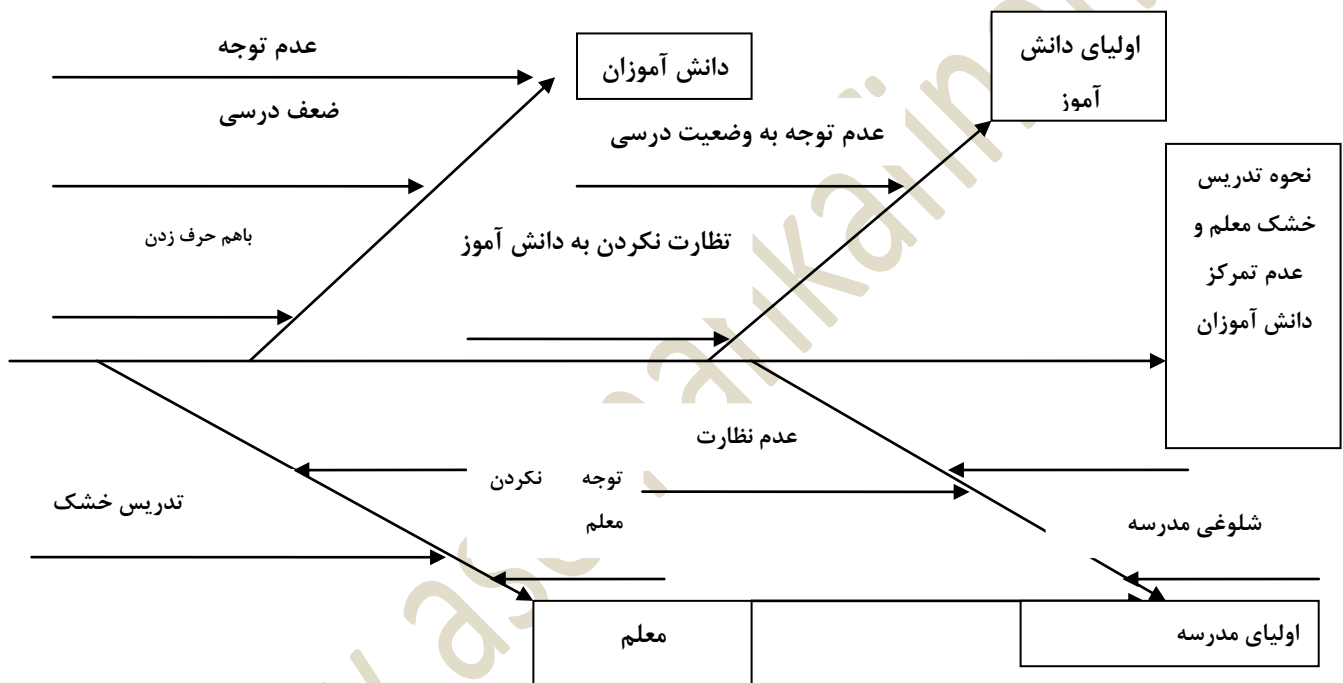 عدم توجه
دانش آموزان
اولیای دانش
آموز
ضعف درسی
عدم توجه به وضعیت درسی
نحوه تدریس
خشک معلم و
عدم تمرکز
دانش آموزان
باهم حرف زدن
تظارت نکردن به دانش آموز
عدم نظارت
توجه نکردن
معلم
تدریس خشک
شلوغی مدرسه
معلم
اولیای مدرسه